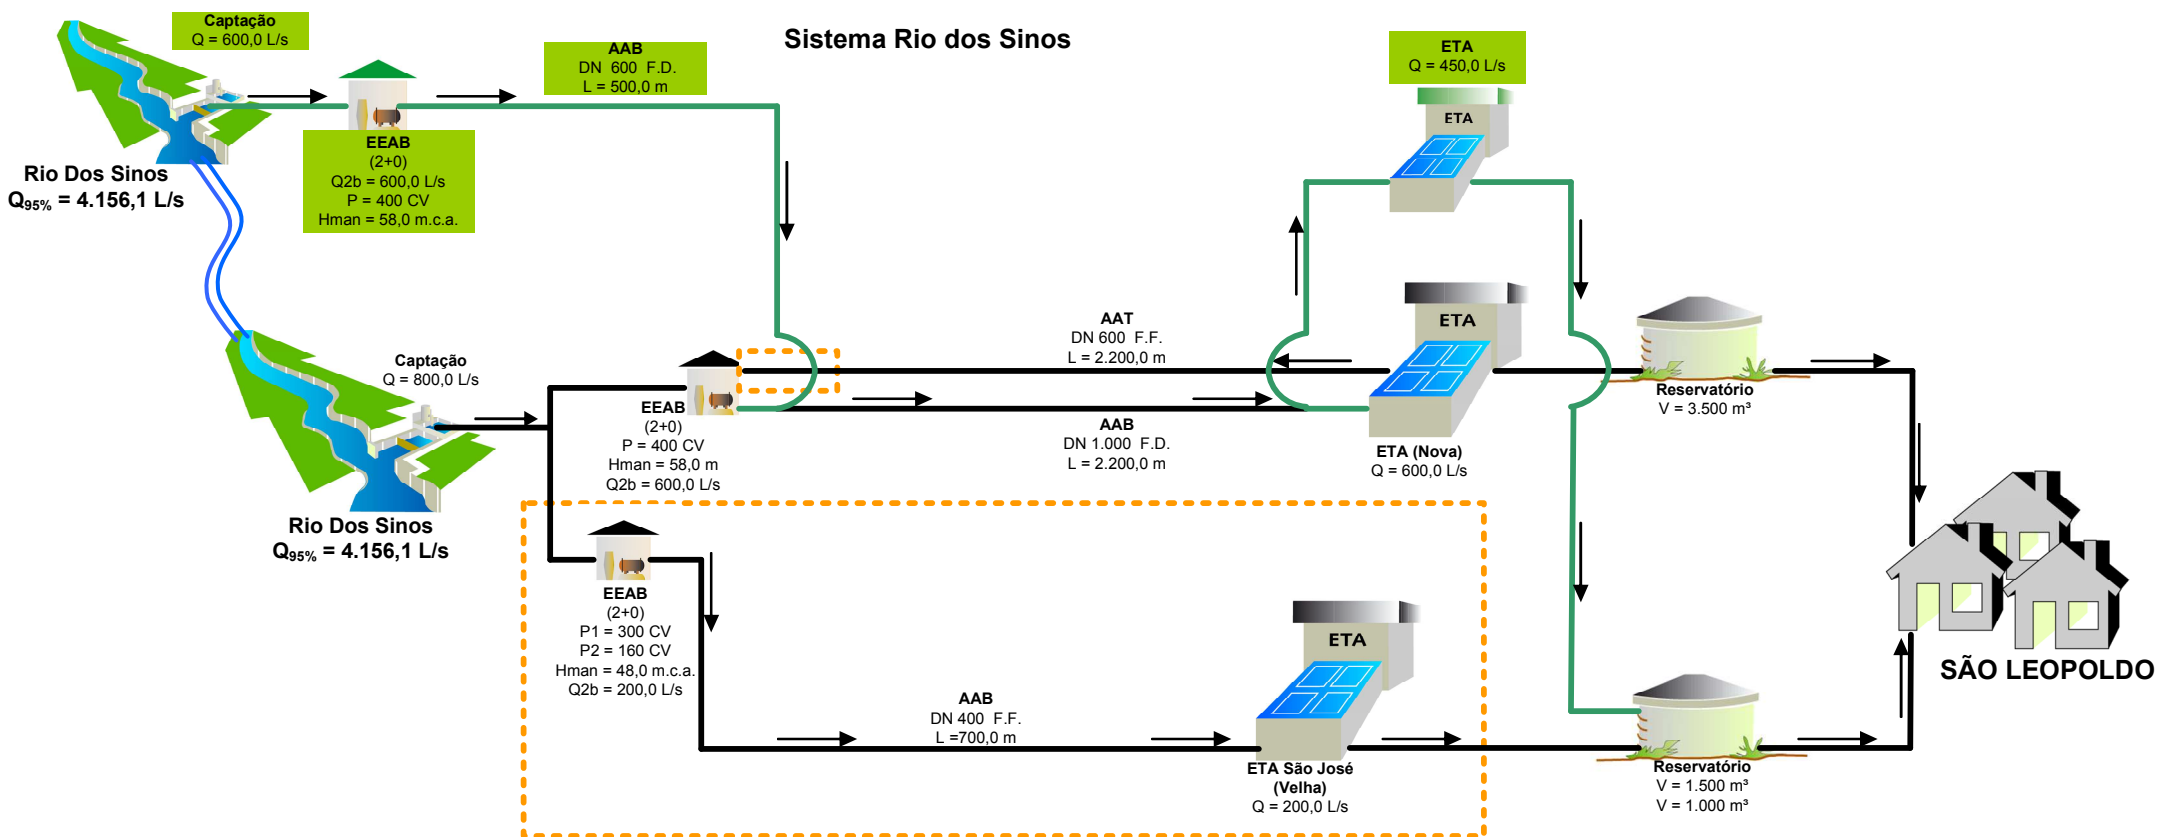 Sistema Rio dos Sinos
Captação
Q = 600,0 L/s
AAB
DN 600 F.D.
L = 500,0 m
ETA
Q = 450,0 L/s
ETA
EEAB
(2+0)
Q2b = 600,0 L/s
P = 400 CV
Hman = 58,0 m.c.a.
Rio Dos Sinos
Q95% = 4.156,1 L/s
Captação
Q = 800,0 L/s
AAT
DN 600 F.F.
L = 2.200,0 m
ETA
EEAB
(2+0)
P = 400 CV
Hman = 58,0 m
Q2b = 600,0 L/s
AAB
DN 1.000 F.D.
L = 2.200,0 m
ETA (Nova)
Q = 600,0 L/s
Reservatório
V = 3.500 m³
Rio Dos Sinos
Q95% = 4.156,1 L/s
EEAB
(2+0)
P1 = 300 CV
P2 = 160 CV
Hman = 48,0 m.c.a.
Q2b = 200,0 L/s
AAB
DN 400 F.F.
L =700,0 m
ETA
ETA São José
(Velha)
Q = 200,0 L/s
Reservatório
V = 1.500 m³
V = 1.000 m³
SÃO LEOPOLDO